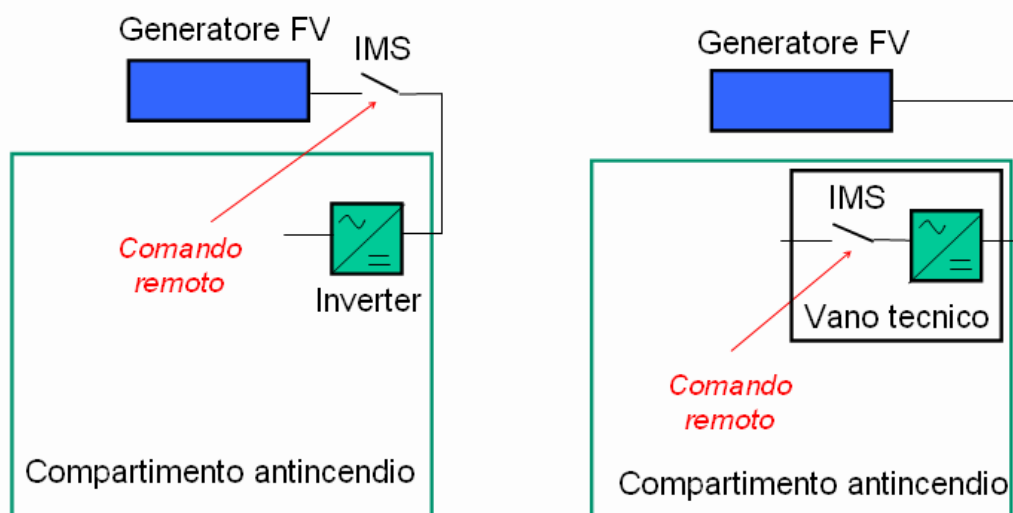 Generatore FV
IMS
Comando
remoto
Inverter
Compartimento antincendio
Generatore FV
IMS
Vano tecnico
Comando
remoto
Compartimento antincendio